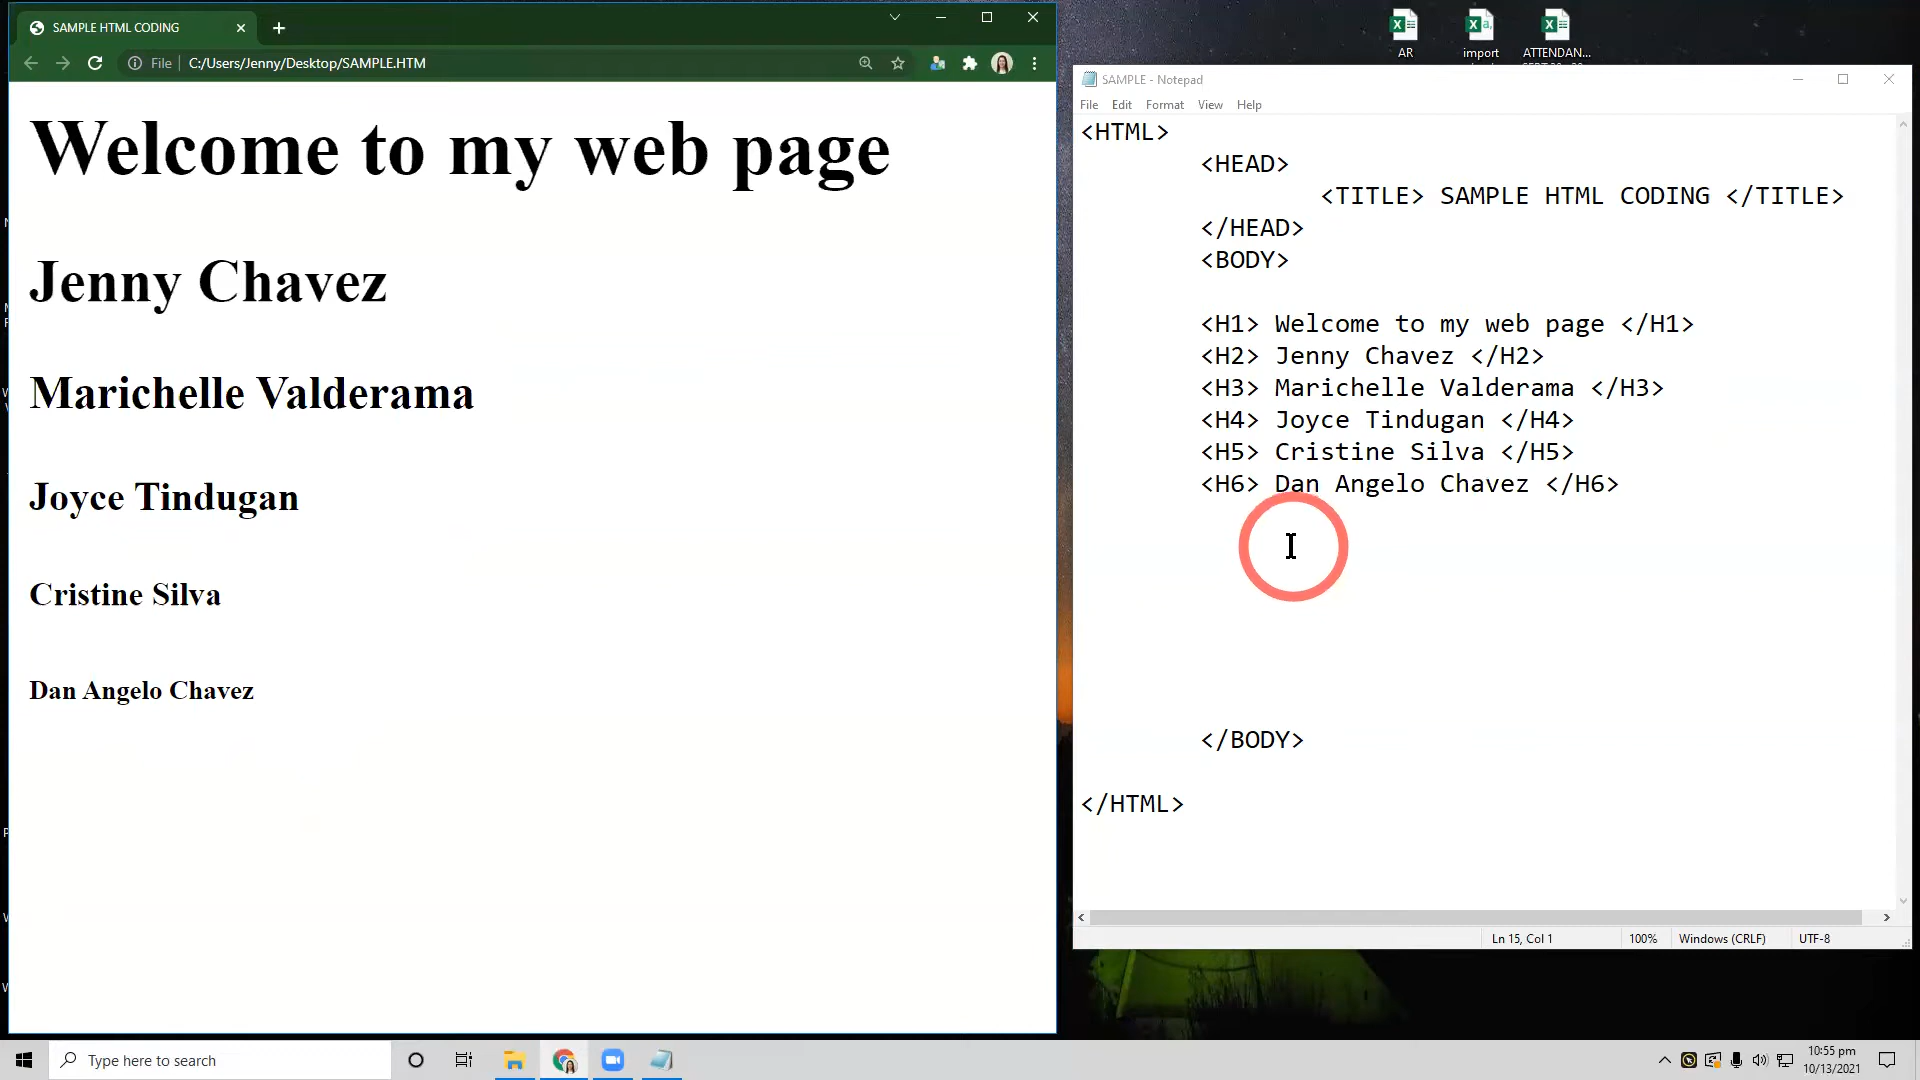 SAMPLE HTML CODING
File
C:/Users/Jenny/Desktop/SAMPLE.HTM
Welcome to my web page
Jenny Chavez
Marichelle Valderama
Joyce Tindugan
Cristine Silva
Dan Angelo Chavez
AR
import
ATTENDAN...
SAMPLE - Notepad
File Edit Format View Help
<HTML>
<HEAD>
<TITLE> SAMPLE HTML CODING </TITLE>
</HEAD>
<BODY>
<H1> Welcome to my web page </H1>
<H2> Jenny Chavez </H2>
<H3> Marichelle Valderama </H3>
<H4> Joyce Tindugan </H4>
<H5> Cristine Silva </H5>
<H6> Dan Angelo Chavez </H6>
</BODY>
</HTML>
Ln 15, Col 1 100% Windows (CRLF) UTF-8
Type here to search
10:55 pm
10/13/2021